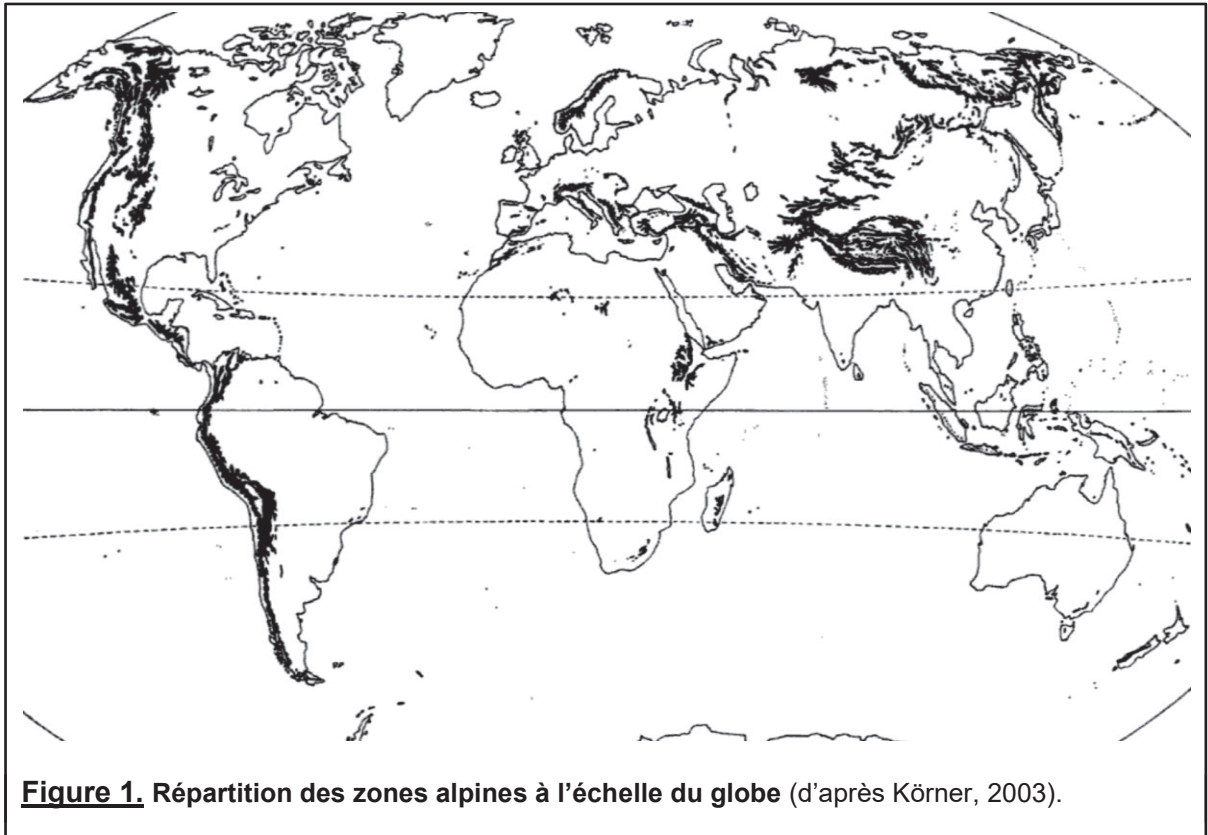 Figure 1. Répartition des zones alpines à l’échelle du globe (d’après Körner, 2003).